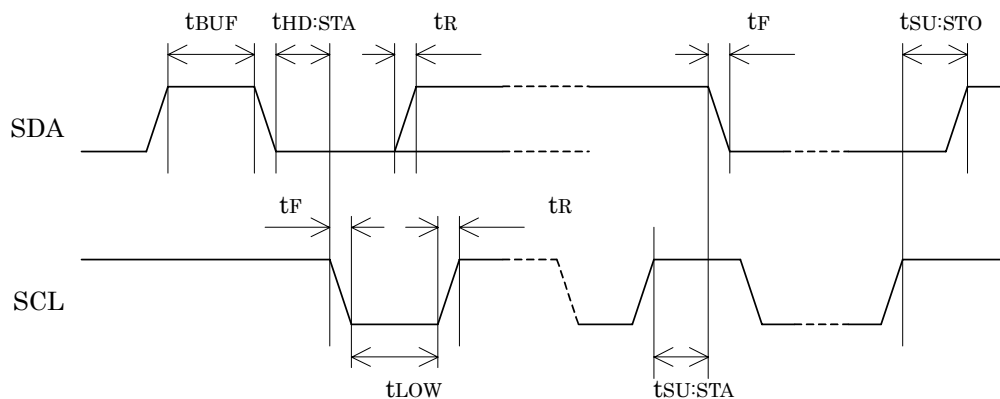 tBUF tHD:STA tR tF tSU:STO
SDA
tF tR
SCL
tLOW tSU:STA